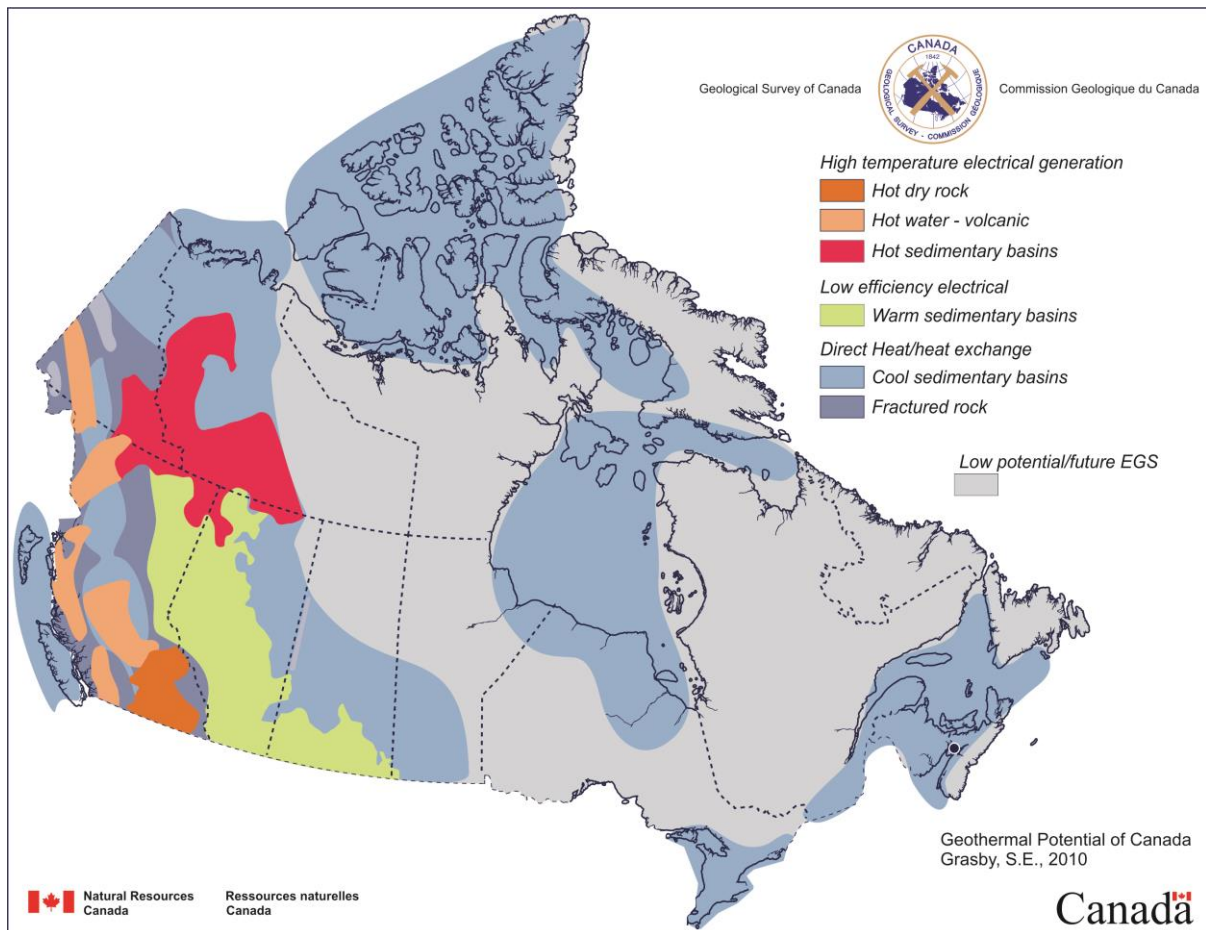 Geological Survey of Canada
CANADA
1842
GEOLOGICAL SURVEY - COMMISSION GÉOLOGIQUE
Commission Geologique du Canada
High temperature electrical generation
Hot dry rock
Hot water - volcanic
Hot sedimentary basins
Low efficiency electrical
Warm sedimentary basins
Direct Heat/heat exchange
Cool sedimentary basins
Fractured rock
Low potential/future EGS
Geothermal Potential of Canada
Grasby, S.E., 2010
Natural Resources
Canada
Ressources naturelles
Canada
Canada